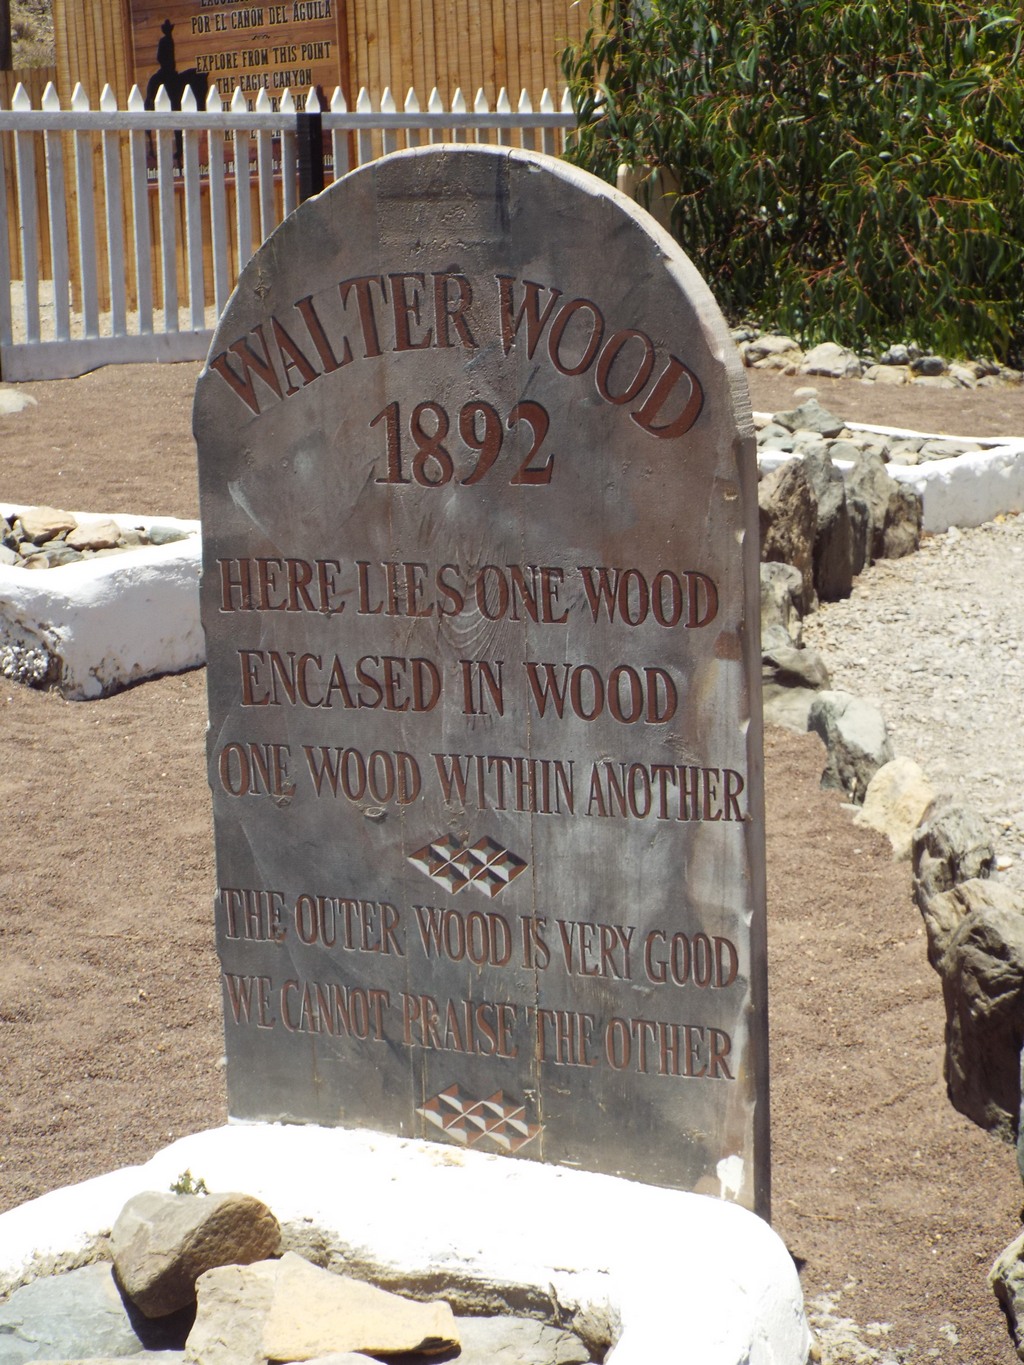 POR EL CAÑON DEL ÁGUILA
EXPLORE FROM THIS POINT
THE EAGLE CANYON
WALTER WOOD
1892
HERE LIES ONE WOOD
ENCASED IN WOOD
ONE WOOD WITHIN ANOTHER
THE OUTER WOOD IS VERY GOOD
WE CANNOT PRAISE THE OTHER